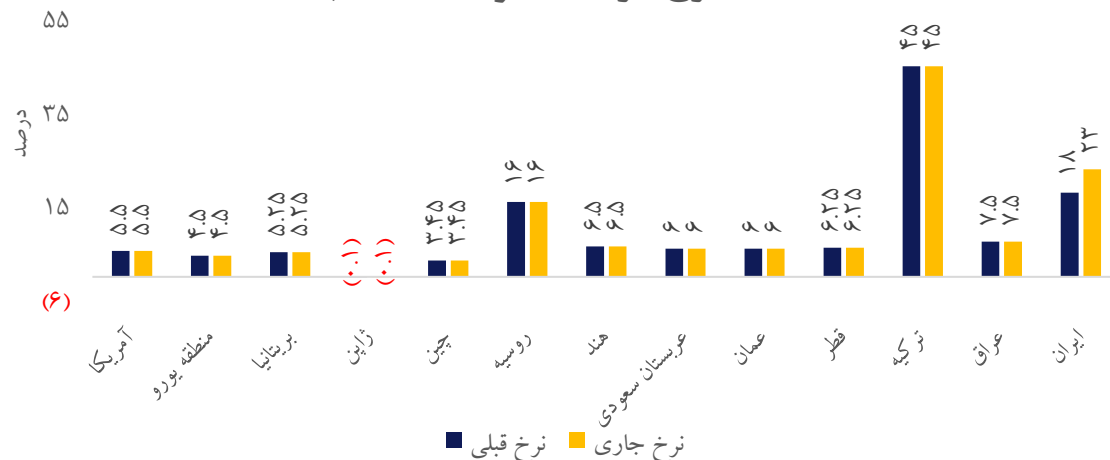 ۵۵
۳۵
۱۵
(۶)
درصد
۵.۵ ۵.۵
۴.۵ ۴.۵
۵.۲۵ ۵.۲۵
(۰.۱) (۰.۱)
۳.۴۵ ۳.۴۵
۱۶ ۱۶
۶.۵ ۶.۵
۶ ۶
۶ ۶
۶.۲۵ ۶.۲۵
۴۵ ۴۵
۷.۵ ۷.۵
۱۸ ۲۳
آمریکا
منطقه یورو
بریتانیا
ژاپن
چین
روسیه
هند
عربستان سعودی
عمان
قطر
ترکیه
عراق
ایران
نرخ جاری نرخ قبلی